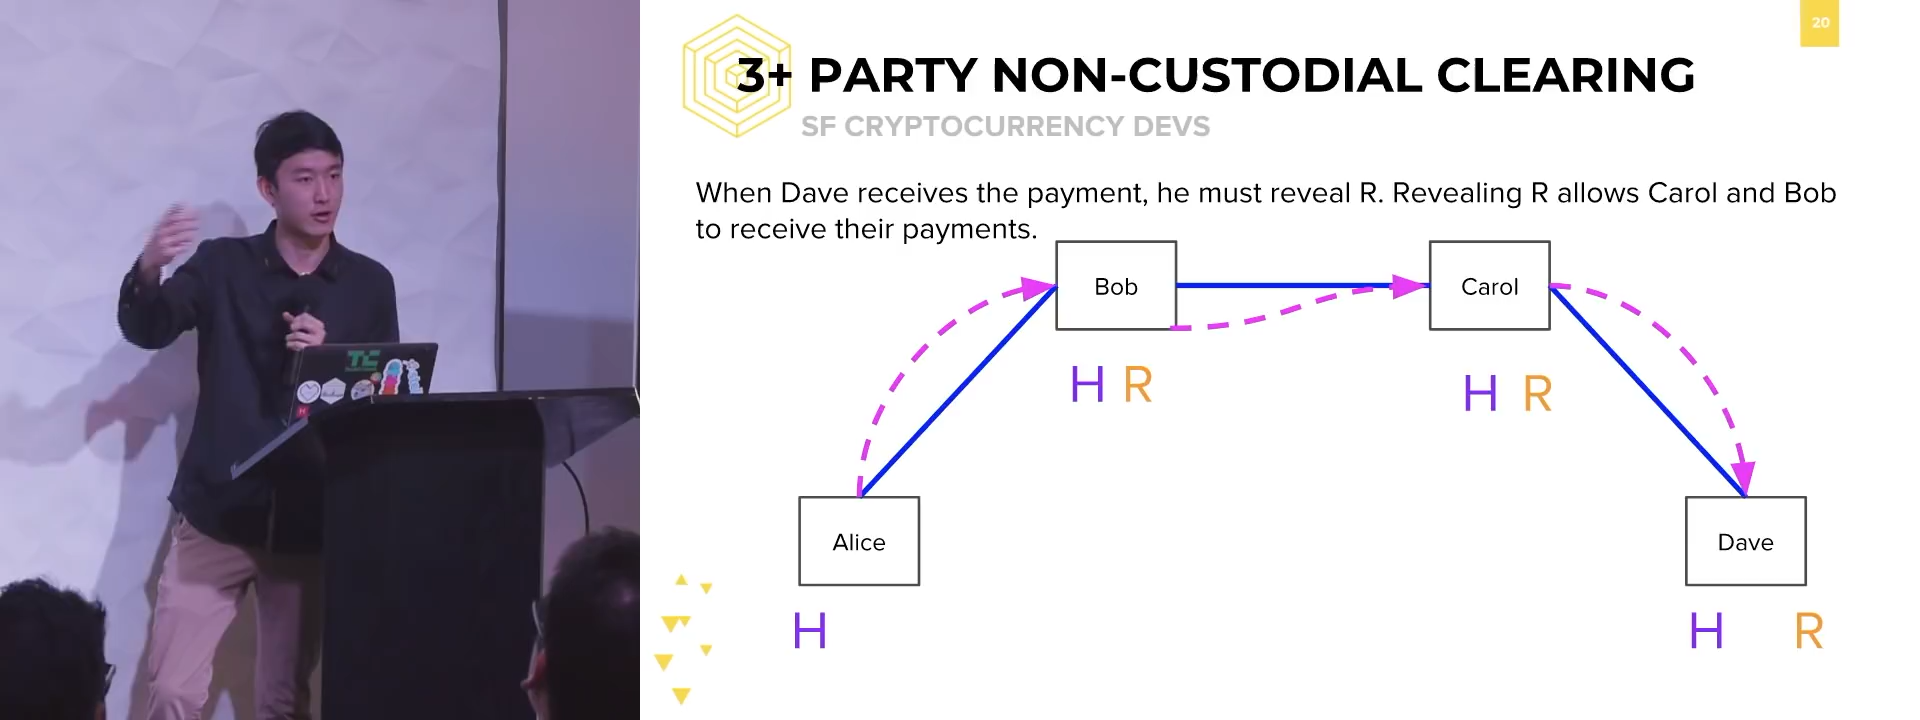 20
3+ PARTY NON-CUSTODIAL CLEARING
SF CRYPTOCURRENCY DEVS
When Dave receives the payment, he must reveal R. Revealing R allows Carol and Bob
to receive their payments.
Bob
Carol
H R
H R
Alice
Dave
H
H R
TC
H